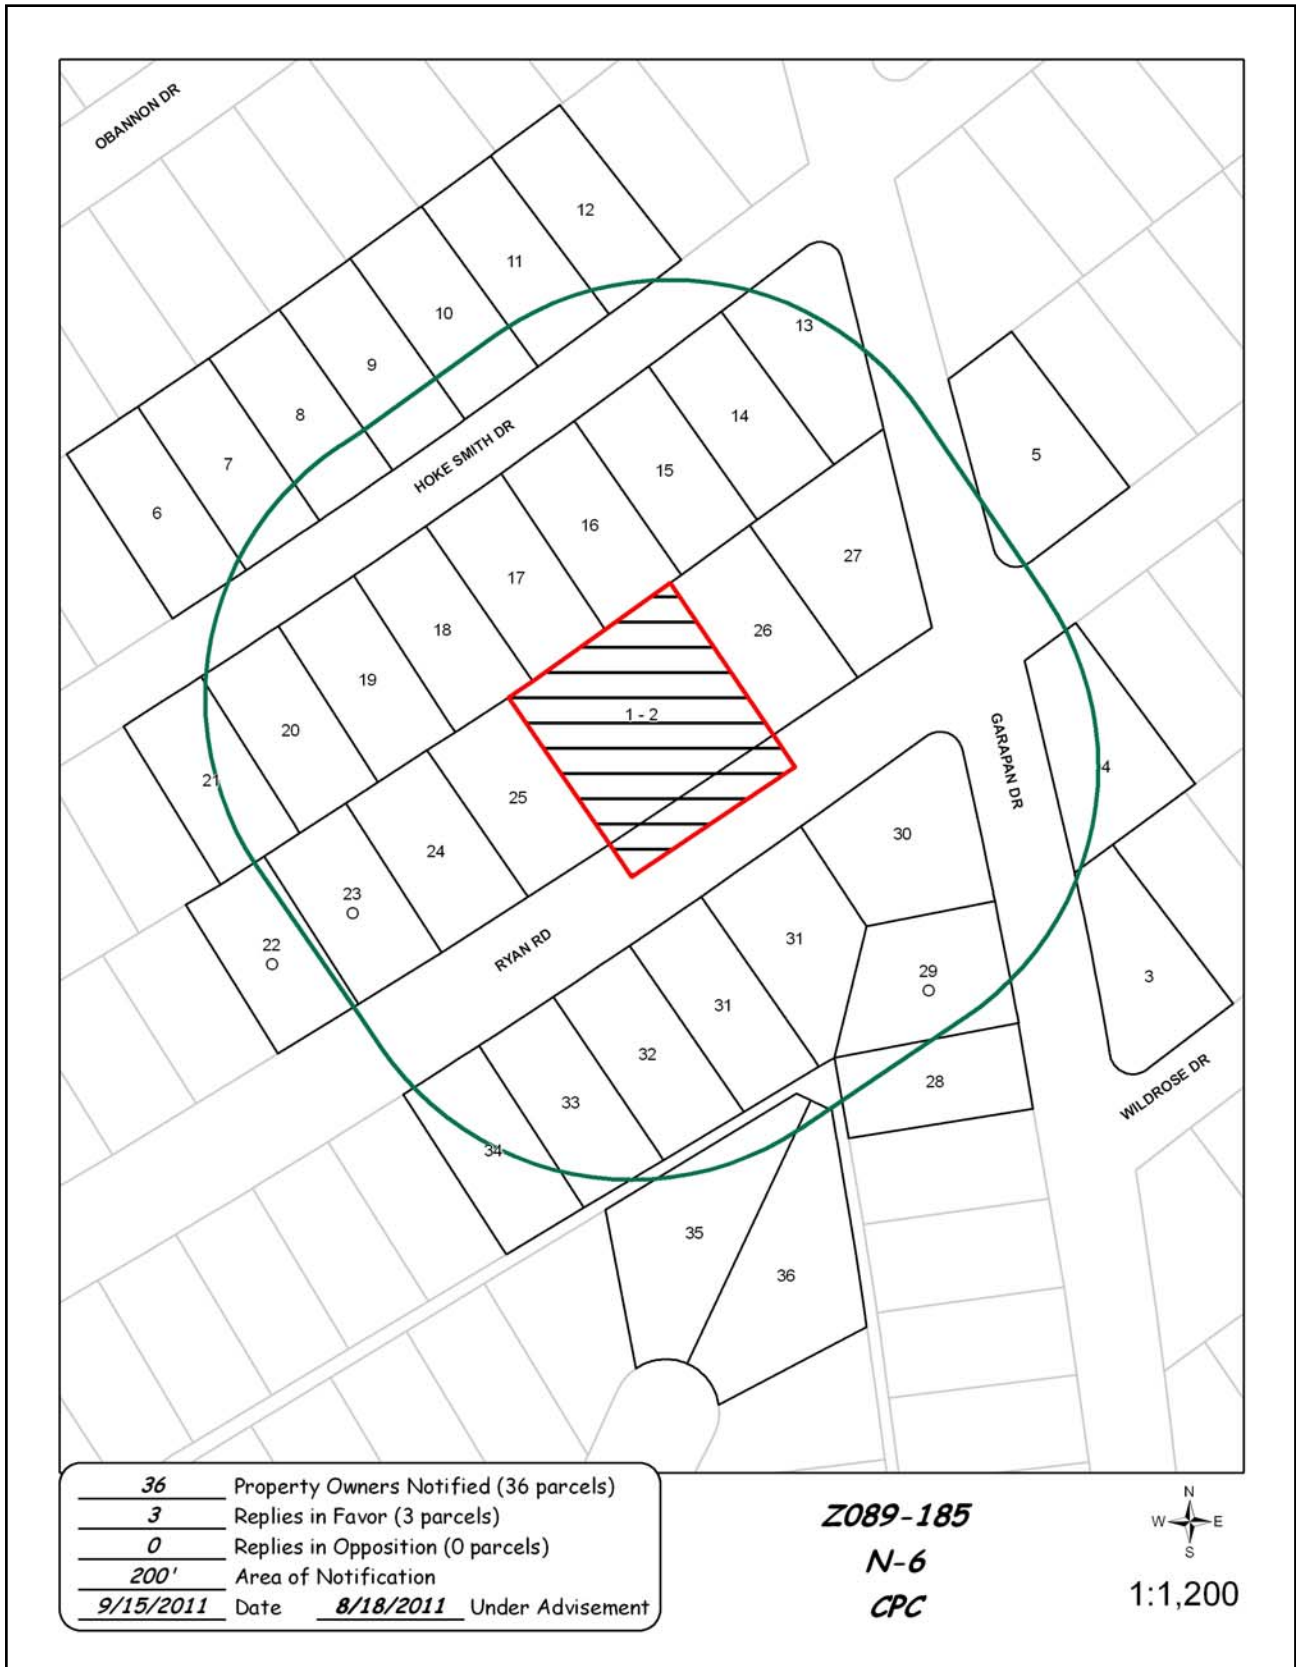 OBANNON DR
12
11
10
13
9
8
14
HOKE SMITH DR
5
7
15
6
16
27
17
26
18
19
1 - 2
20
GARAPAN DR
4
21
25
30
24
23
31
22
RYAN RD
29
3
31
32
28
WILDROSE DR
33
34
35
36
36 Property Owners Notified (36 parcels)
3 Replies in Favor (3 parcels)
0 Replies in Opposition (0 parcels)
200' Area of Notification
9/15/2011 Date 8/18/2011 Under Advisement
Z089-185
N-6
CPC
N
W E
S
1:1,200